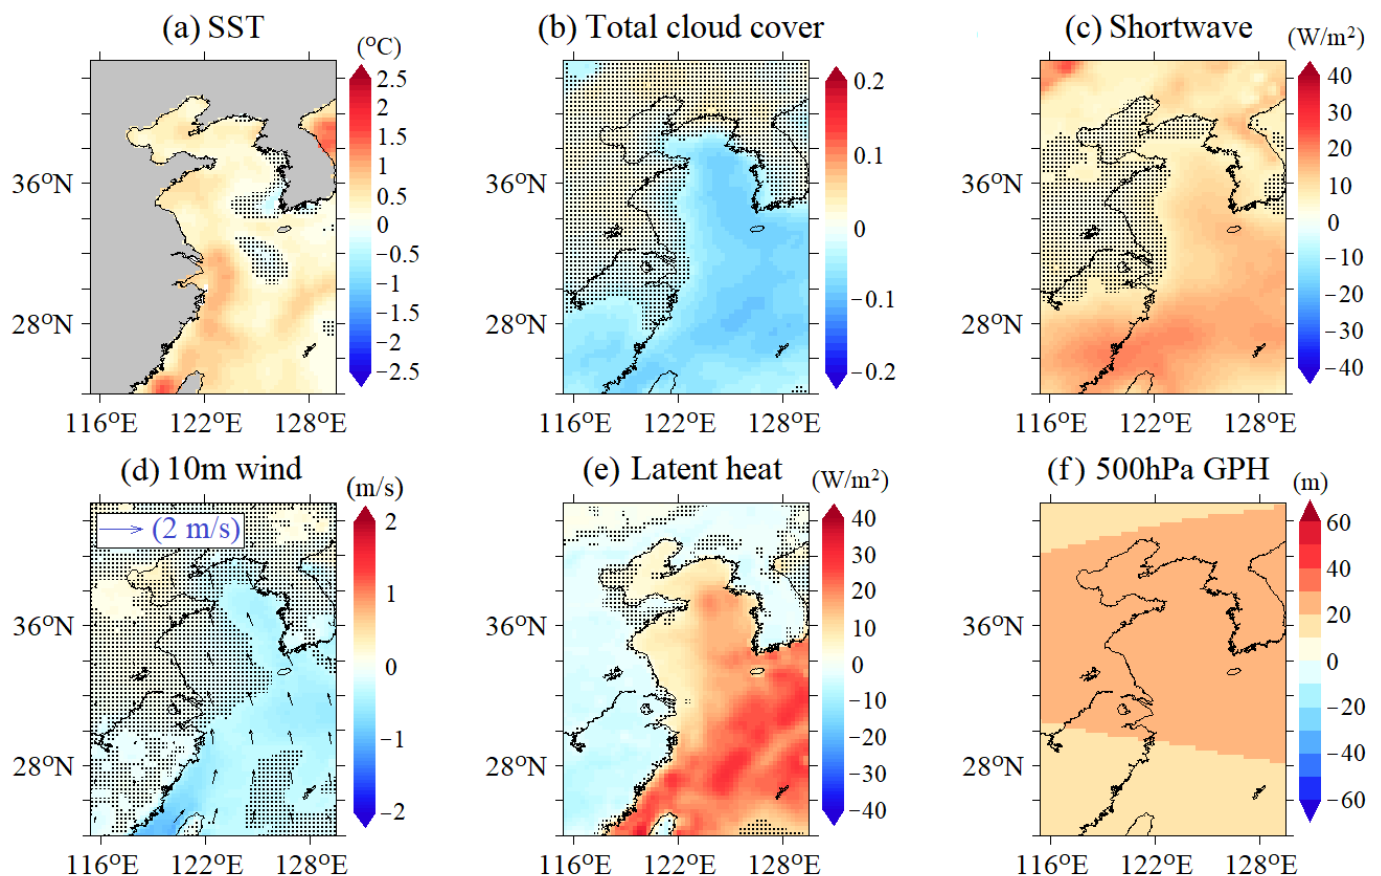 (a) SST
(°C)
2.5
2
1.5
1
0.5
0
−0.5
−1
−1.5
−2
−2.5
36°N
28°N
116°E 122°E 128°E
(b) Total cloud cover
0.2
0.1
0
−0.1
−0.2
116°E 122°E 128°E
36°N
28°N
(c) Shortwave
(W/m²)
40
30
20
10
0
−10
−20
−30
−40
36°N
28°N
116°E 122°E 128°E
(d) 10m wind
(m/s)
(2 m/s)
2
1
0
−1
−2
36°N
28°N
116°E 122°E 128°E
(e) Latent heat
(W/m²)
40
30
20
10
0
−10
−20
−30
−40
36°N
28°N
116°E 122°E 128°E
(f) 500hPa GPH
(m)
60
40
20
0
−20
−40
−60
36°N
28°N
116°E 122°E 128°E